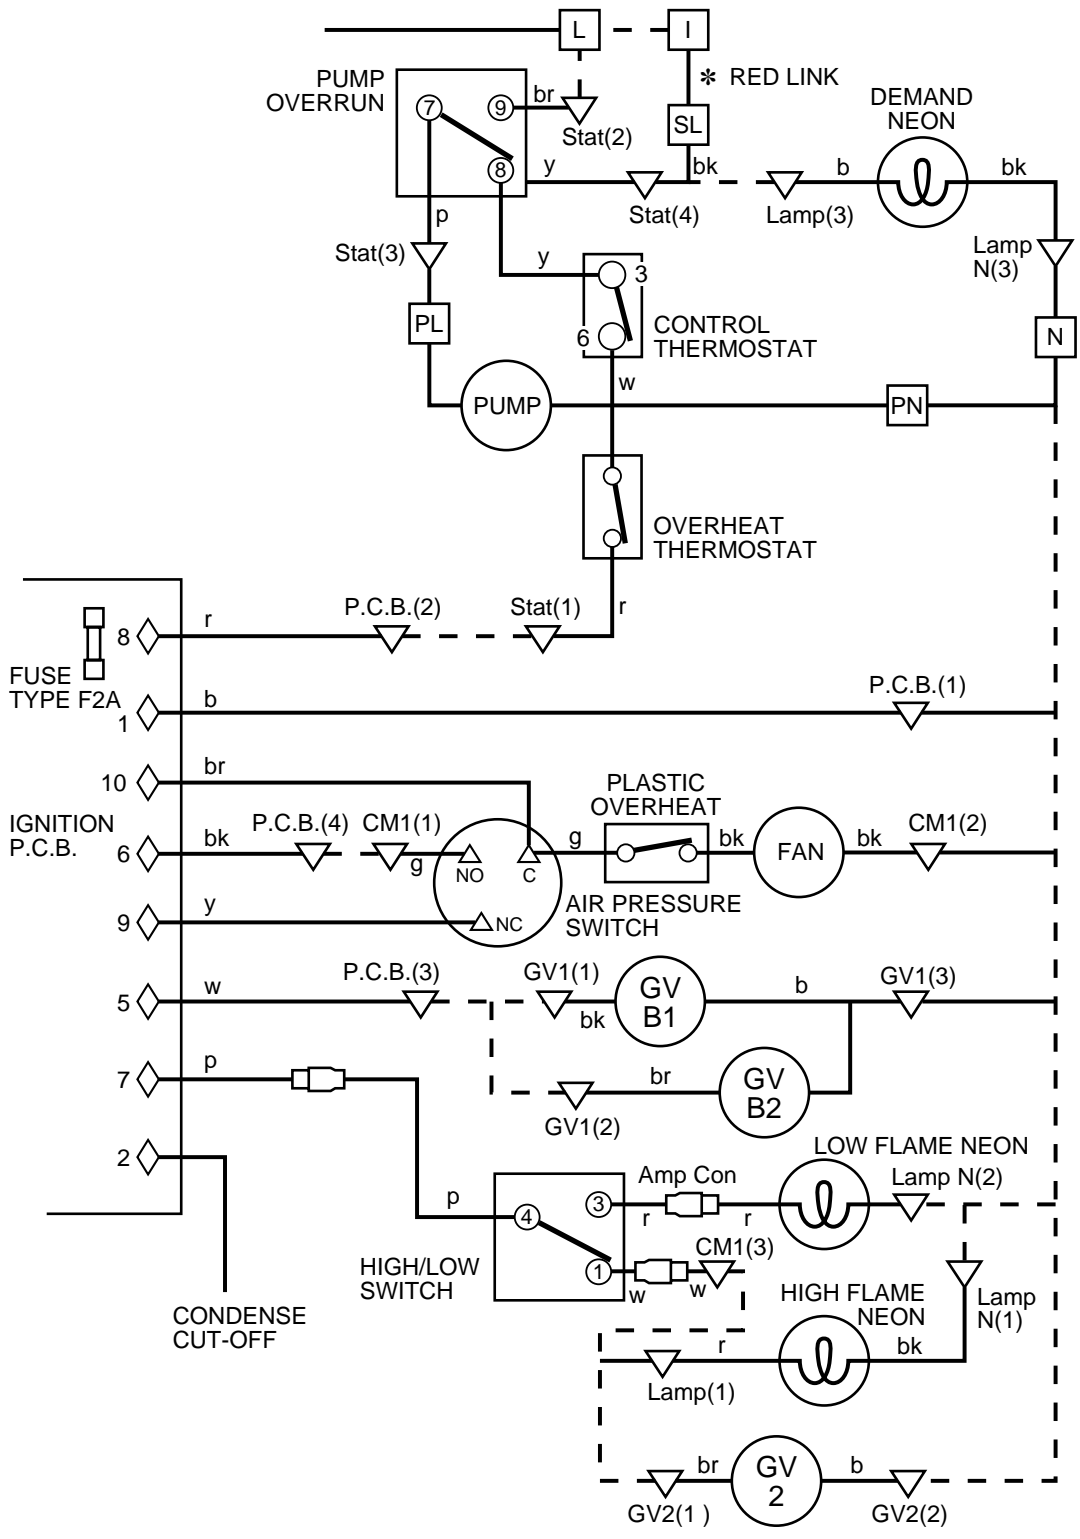 L
I
✻ RED LINK
PUMP
OVERRUN
7
9
br
Stat(2)
SL
DEMAND
NEON
8
y
bk
b
bk
Stat(4)
Lamp(3)
p
Stat(3)
Lamp
N(3)
y
3
PL
6
CONTROL
THERMOSTAT
N
w
PUMP
PN
OVERHEAT
THERMOSTAT
P.C.B.(2)
Stat(1)
r
r
8
FUSE
TYPE F2A
P.C.B.(1)
b
1
br
10
PLASTIC
OVERHEAT
IGNITION
P.C.B.
6
bk
P.C.B.(4)
CM1(1)
g
NO
C
g
bk
FAN
bk
CM1(2)
y
9
NC
AIR PRESSURE
SWITCH
P.C.B.(3)
GV1(1)
GV1(3)
w
5
bk
GV
B1
b
p
7
br
GV
B2
GV1(2)
2
LOW FLAME NEON
Amp Con
Lamp N(2)
p
4
3
r
r
CM1(3)
HIGH/LOW
SWITCH
1
w
w
CONDENSE
CUT-OFF
HIGH FLAME
NEON
Lamp
N(1)
r
bk
Lamp(1)
br
GV
2
b
GV2(1 )
GV2(2)